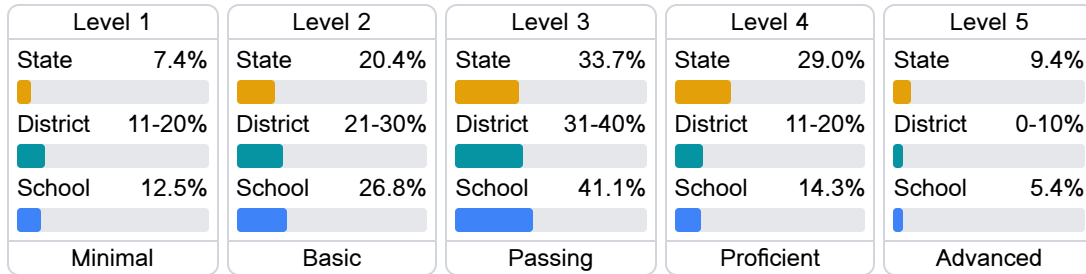 Level 1
State 7.4%
District 11-20%
School 12.5%
Minimal
Level 2
State 20.4%
District 21-30%
School 26.8%
Basic
Level 3
State 33.7%
District 31-40%
School 41.1%
Passing
Level 4
State 29.0%
District 11-20%
School 14.3%
Proficient
Level 5
State 9.4%
District 0-10%
School 5.4%
Advanced